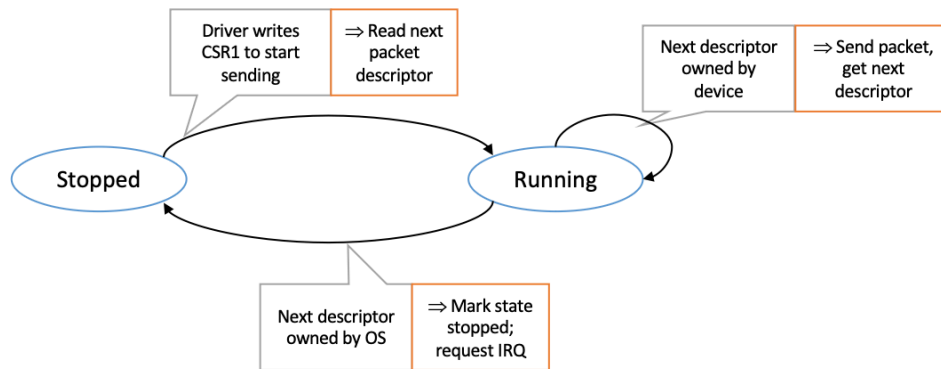 Driver writes
CSR1 to start
sending
⇒ Read next
packet
descriptor
Next descriptor
owned by
device
⇒ Send packet,
get next
descriptor
Stopped
Running
Next descriptor
owned by OS
⇒ Mark state
stopped;
request IRQ